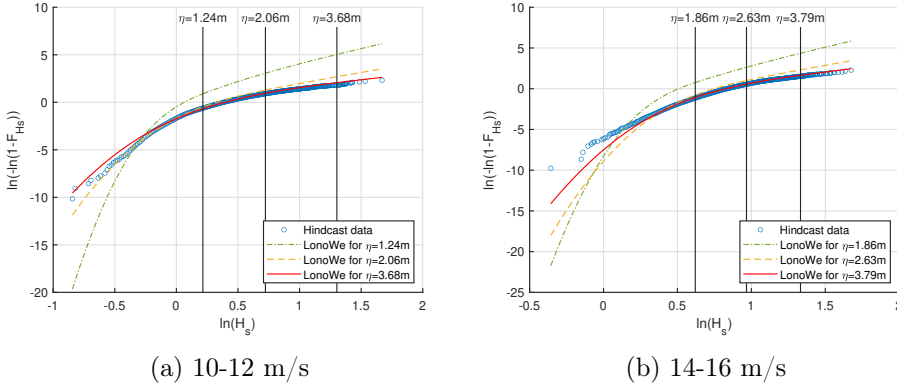 η=1.24m η=2.06m η=3.68m
10
5
0
-5
-10
-15
-20
ln(-ln(1-F_Hs))
-1 -0.5 0 0.5 1 1.5 2
ln(H_s)
Hindcast data
LonoWe for η=1.24m
LonoWe for η=2.06m
LonoWe for η=3.68m
(a) 10-12 m/s
η=1.86m η=2.63m η=3.79m
10
5
0
-5
-10
-15
-20
-25
ln(-ln(1-F_Hs))
-0.5 0 0.5 1 1.5 2
ln(H_s)
Hindcast data
LonoWe for η=1.86m
LonoWe for η=2.63m
LonoWe for η=3.79m
(b) 14-16 m/s